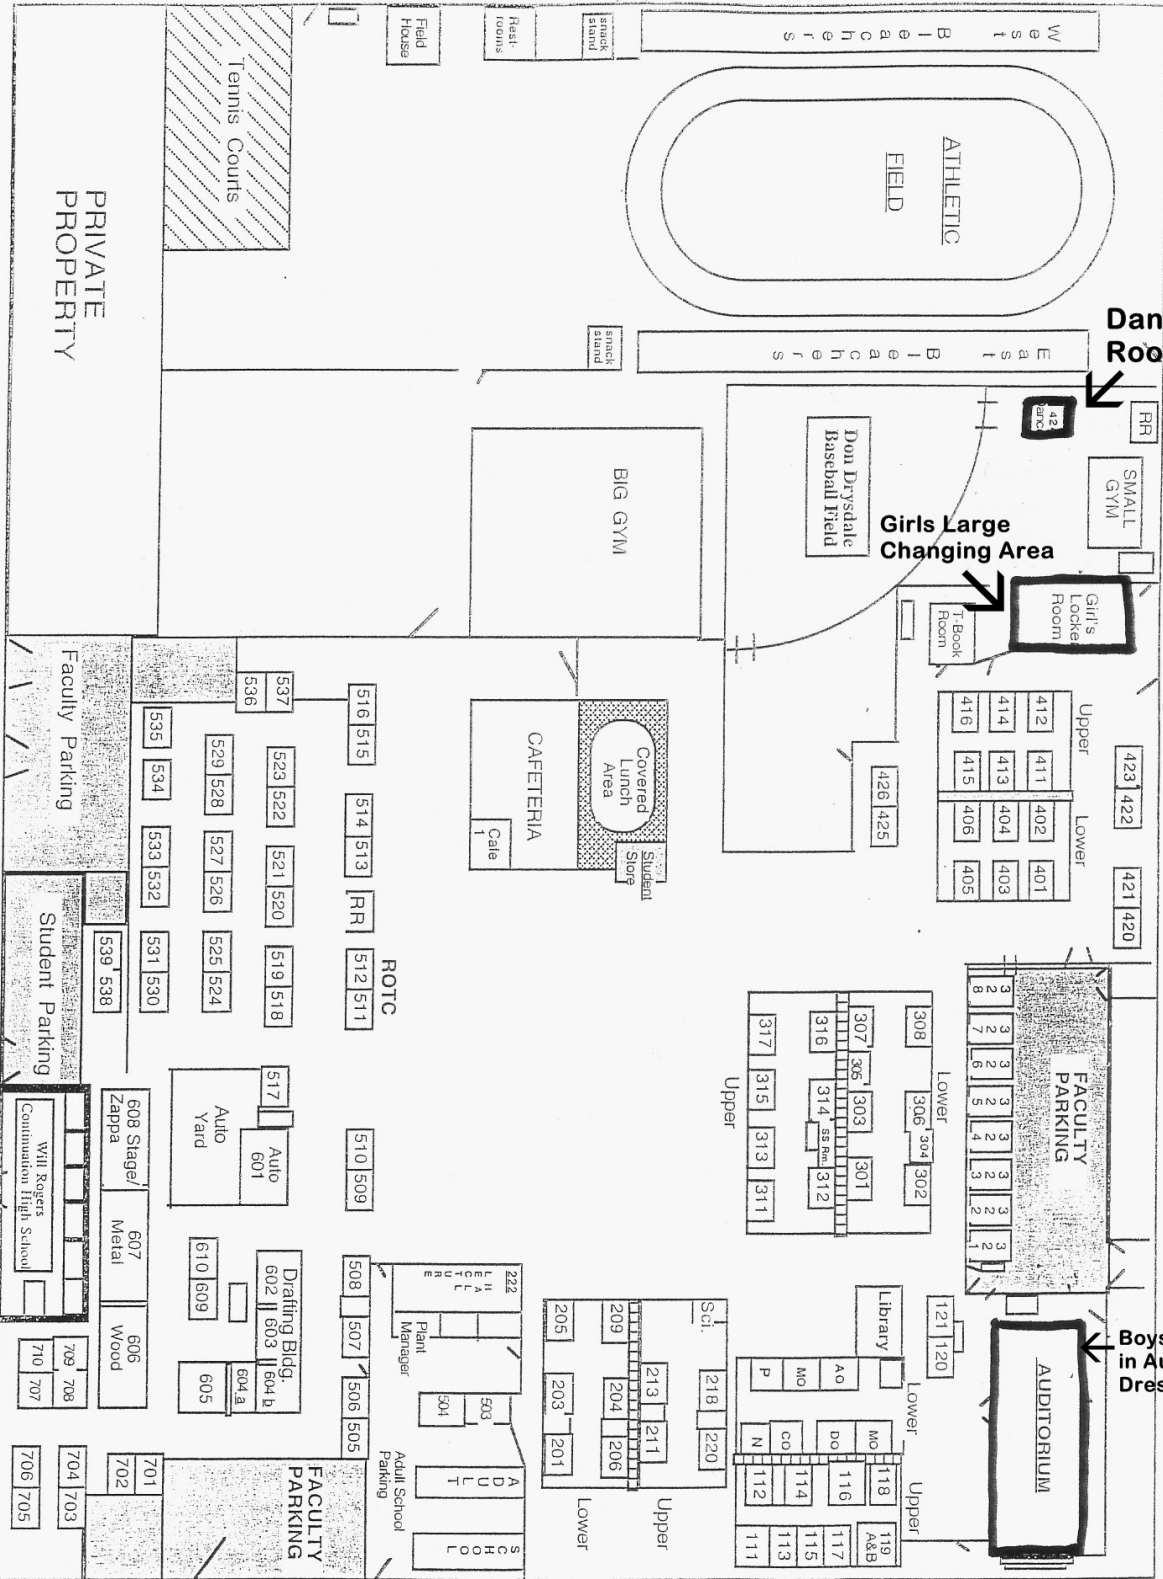 West Bleachers
snack
stand
Rest-
rooms
Field
House
Tennis Courts
ATHLETIC
FIELD
PRIVATE
PROPERTY
East Bleachers
snack
stand
RR
SMALL
GYM
Don Drysdale
Baseball Field
BIG GYM
Girls Large
Changing Area
Girl's
Locker
Room
T-Book
Room
Upper
412
414
416
411
413
415
Lower
402
404
406
401
403
405
423 422
421 420
426 425
Covered
Lunch
Area
Student
Store
CAFETERIA
Cafe
1
516 515
514 513
RR
512 511
ROTC
510 509
537
536
523 522
521 520
519 518
517
529 528
527 526
525 524
535
534
533 532
531 530
539 538
Faculty Parking
Student Parking
FACULTY
PARKING
328
327
326
325
324
323
322
321
Lower
308
306 304 302
307 305 303 301
316 314 SS Rm. 312
317 315 313 311
Upper
Auto
Yard
Auto
601
608 Stage/
Zappa
607
Metal
606
Wood
Will Rogers
Continuation High School
610 609
Drafting Bldg.
602 603
604 a
604 b
605
508
507
506 505
222
LECTURE
HALL
Plant
Manager
504
503
ADULT
SCHOOL
Adult School
Parking
FACULTY
PARKING
701
702
704 703
706 705
709 708
710 707
Sci.
218
220
213 211
209
204 206
205
203
201
Upper
Lower
Library
121 120
AO
MO
P
Lower
MO
DO
CO
N
118
116
114
112
Upper
119
A&B
117
115
113
111
AUDITORIUM